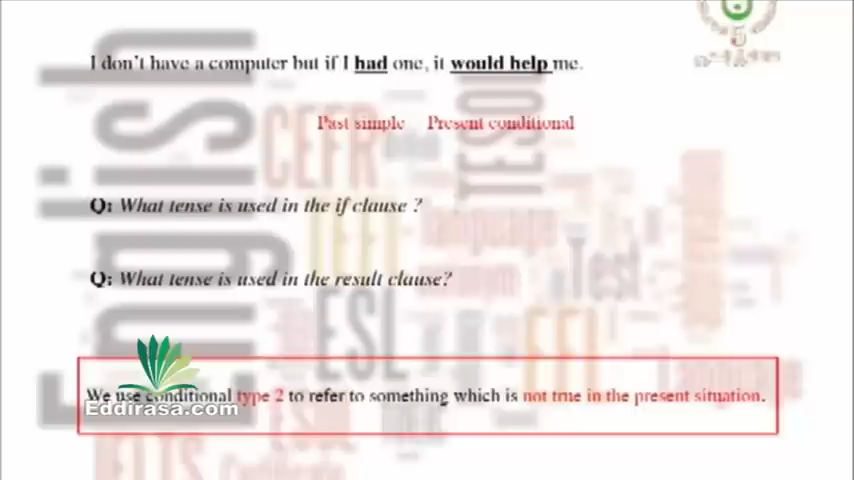 I don't have a computer but if I had one, it would help me.
Past simple Present conditional
Q: What tense is used in the if clause ?
Q: What tense is used in the result clause?
We use conditional type 2 to refer to something which is not true in the present situation.
Eddirasa.com
English
CEFR
TESOL
language
Test
ESL
EFL
IELTS